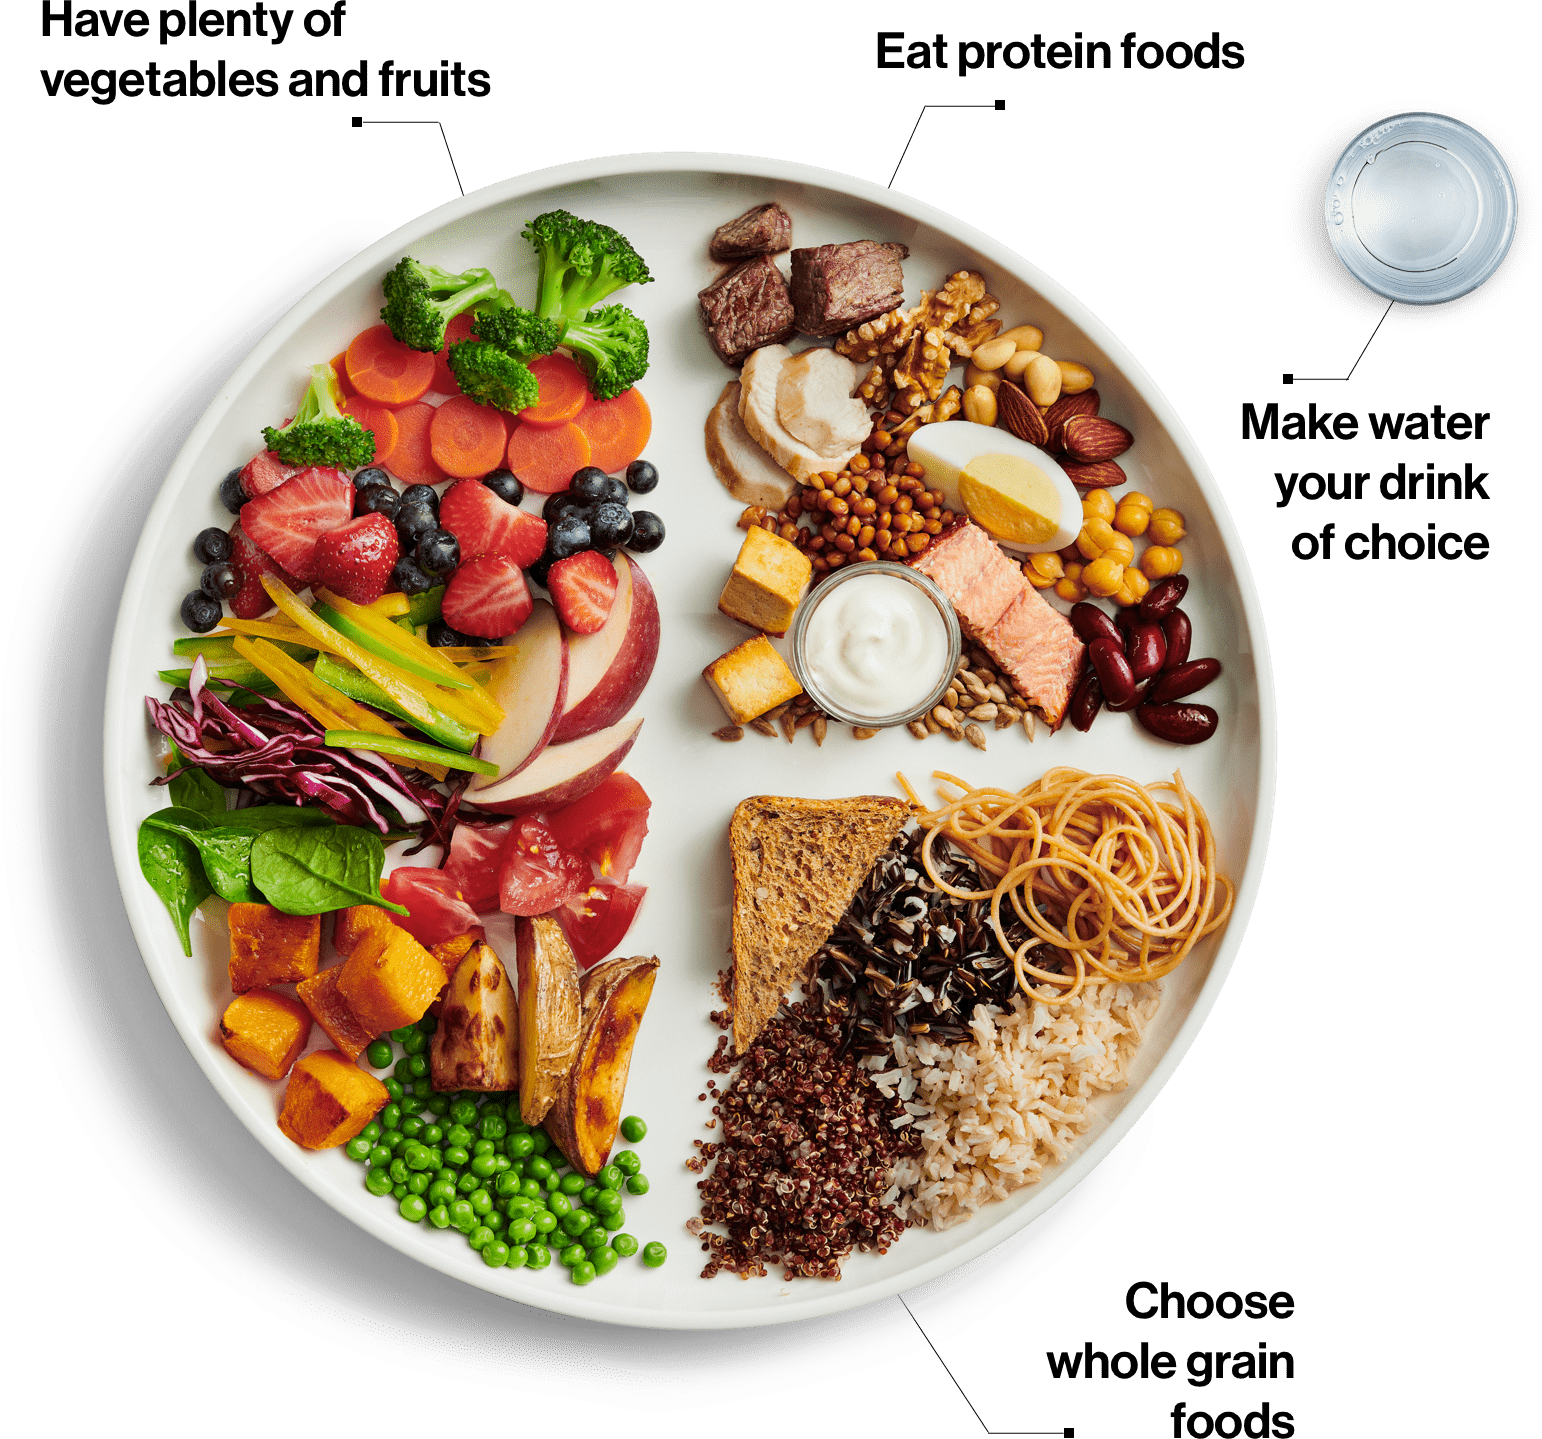 Have plenty of
vegetables and fruits
Eat protein foods
Make water
your drink
of choice
Choose
whole grain
foods